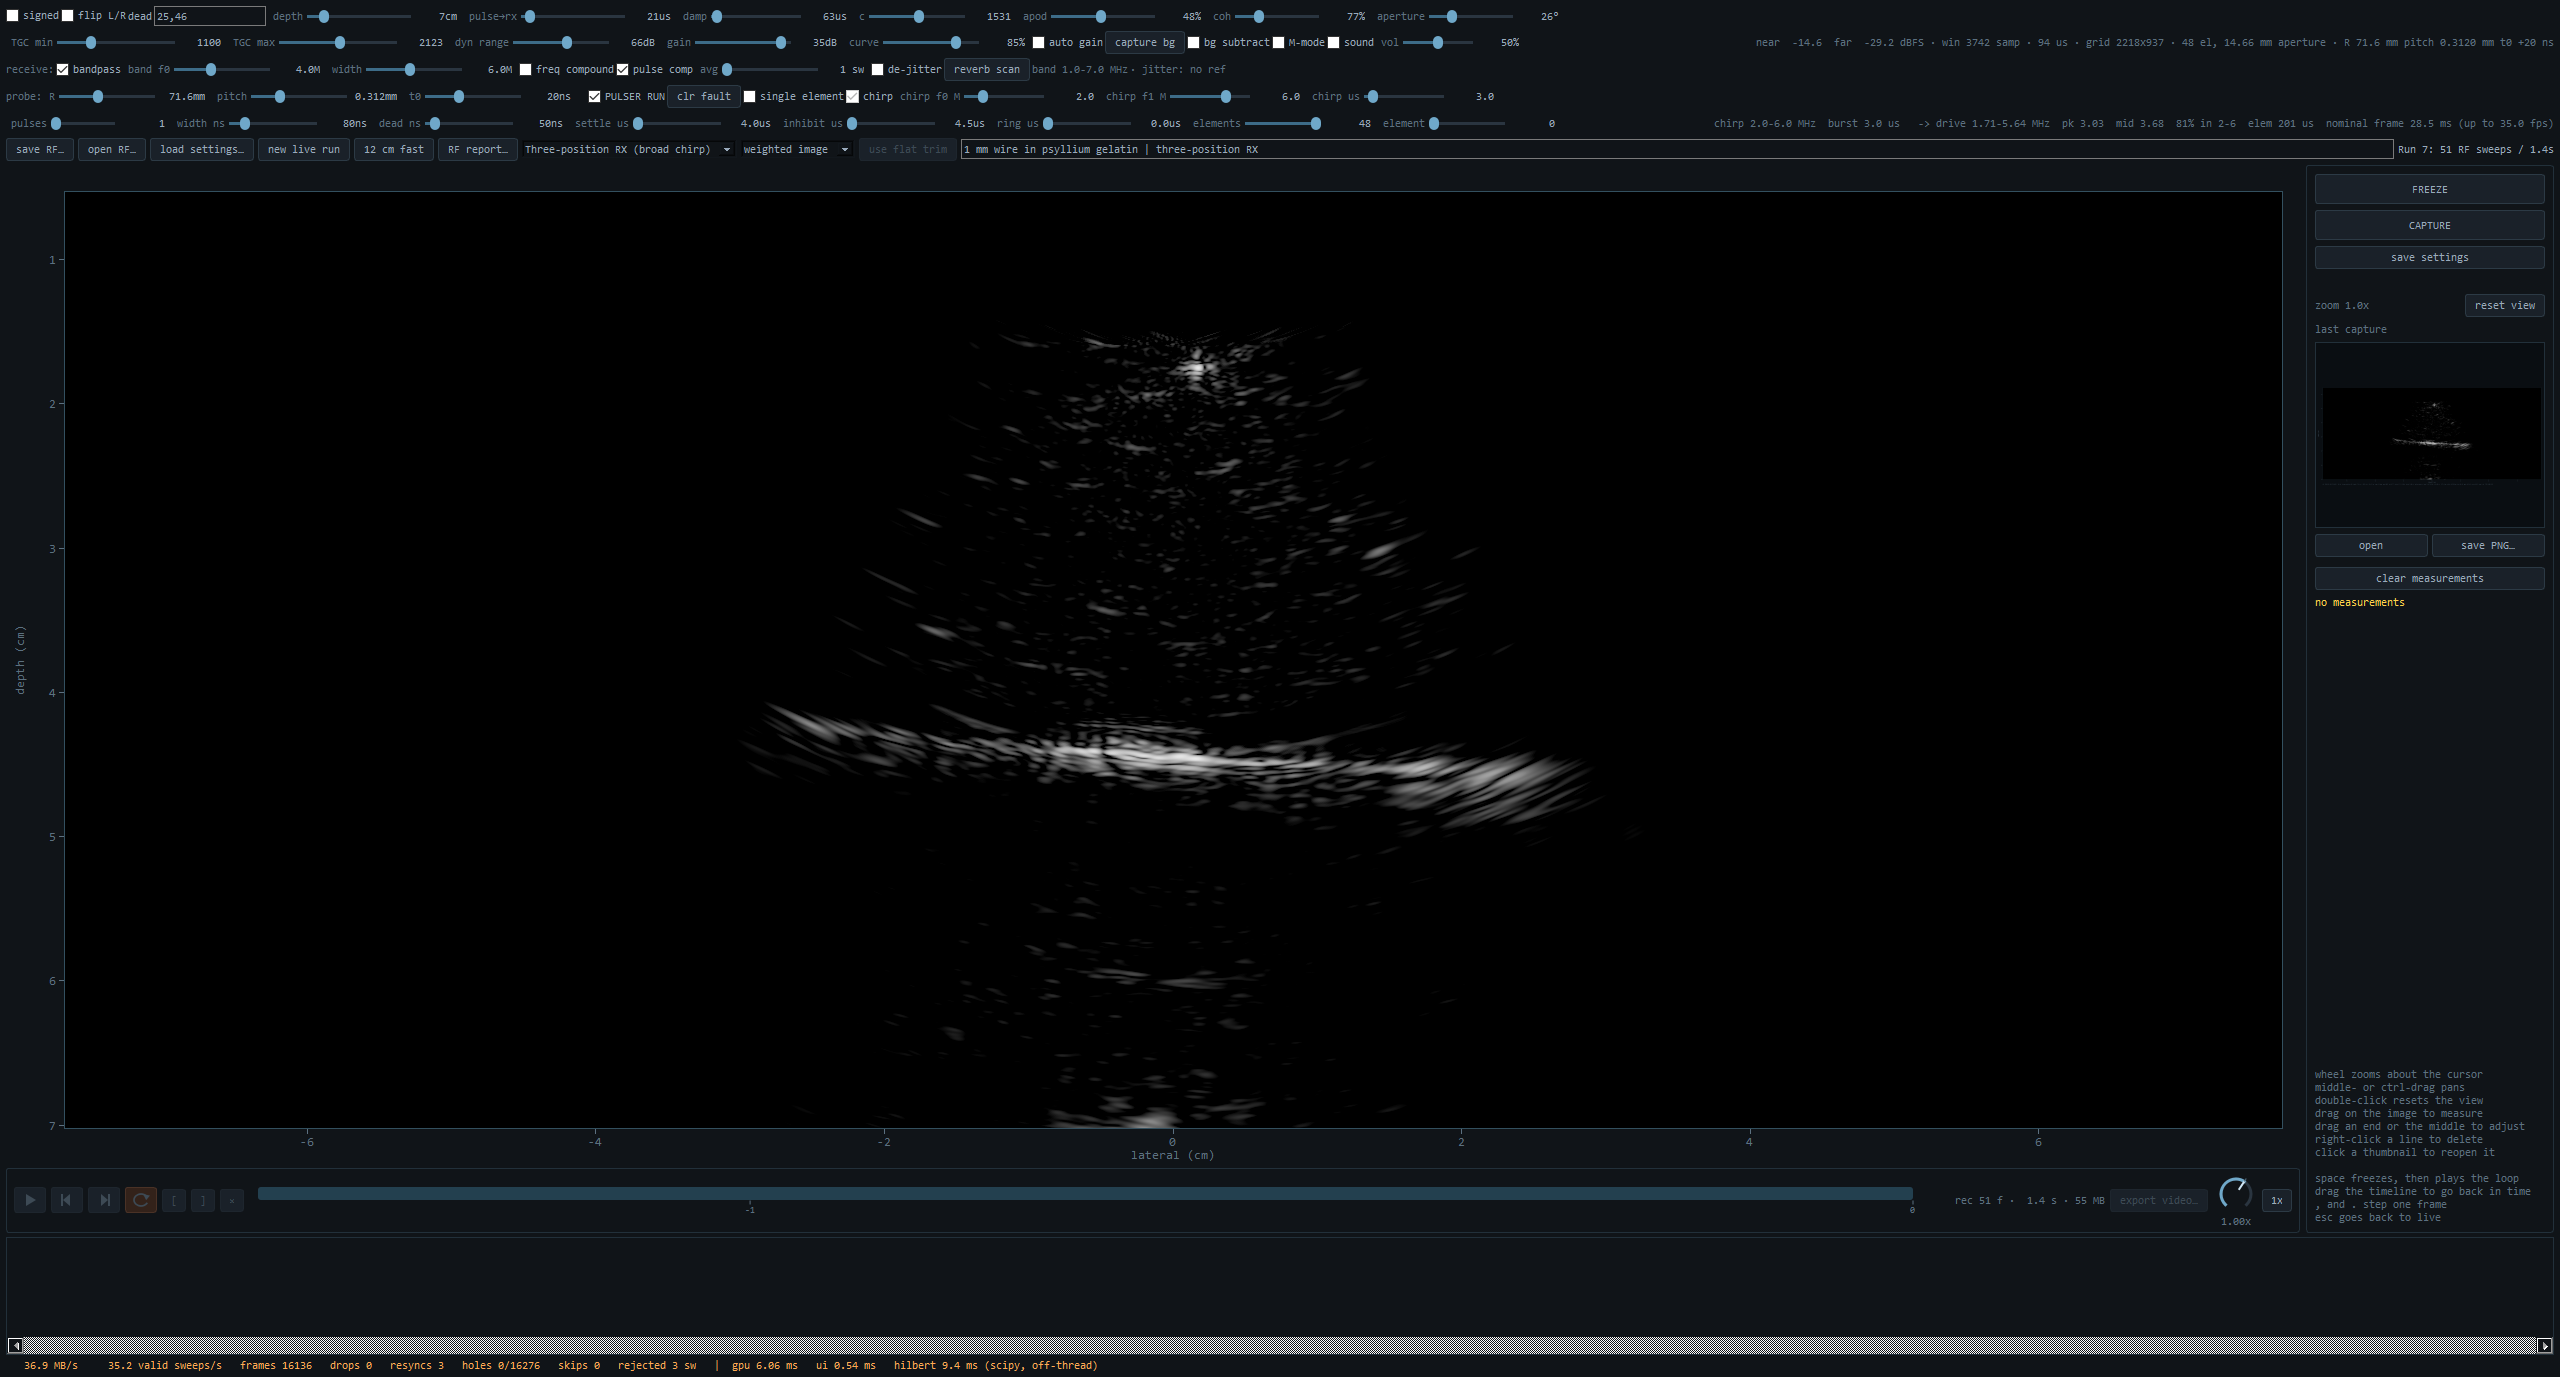 signed flip L/R dead 25,46 depth 7cm pulse→rx 21us damp 63us c 1531 apod 48% coh 77% aperture 26°
TGC min 1100 TGC max 2123 dyn range 66dB gain 35dB curve 85% auto gain capture bg bg subtract M-mode sound vol 50% near -14.6 far -29.2 dBFS · win 3742 samp · 94 us · grid 2218x937 · 48 el, 14.66 mm aperture · R 71.6 mm pitch 0.3120 mm t0 +20 ns
receive: bandpass band f0 4.0M width 6.0M freq compound pulse comp avg 1 sw de-jitter reverb scan band 1.0-7.0 MHz · jitter: no ref
probe: R 71.6mm pitch 0.312mm t0 20ns PULSER RUN clr fault single element chirp chirp f0 M 2.0 chirp f1 M 6.0 chirp us 3.0
pulses 1 width ns 80ns dead ns 50ns settle us 4.0us inhibit us 4.5us ring us 0.0us elements 48 element 0 chirp 2.0-6.0 MHz burst 3.0 us -> drive 1.71-5.64 MHz pk 3.03 mid 3.68 81% in 2-6 elem 201 us nominal frame 28.5 ms (up to 35.0 fps)
save RF… open RF… load settings… new live run 12 cm fast RF report… Three-position RX (broad chirp) weighted image use flat trim 1 mm wire in psyllium gelatin | three-position RX Run 7: 51 RF sweeps / 1.4s
FREEZE
CAPTURE
save settings
zoom 1.0x reset view
last capture
open save PNG…
clear measurements
no measurements
depth (cm)
1
2
3
4
5
6
7
-6 -4 -2 0 2 4 6
lateral (cm)
wheel zooms about the cursor
middle- or ctrl-drag pans
double-click resets the view
drag on the image to measure
drag an end or the middle to adjust
right-click a line to delete
click a thumbnail to reopen it
space freezes, then plays the loop
drag the timeline to go back in time
, and . step one frame
esc goes back to live
[ ] × -1 0 rec 51 f · 1.4 s · 55 MB export video… 1.00x 1x
36.9 MB/s 35.2 valid sweeps/s frames 16136 drops 0 resyncs 3 holes 0/16276 skips 0 rejected 3 sw | gpu 6.06 ms ui 0.54 ms hilbert 9.4 ms (scipy, off-thread)